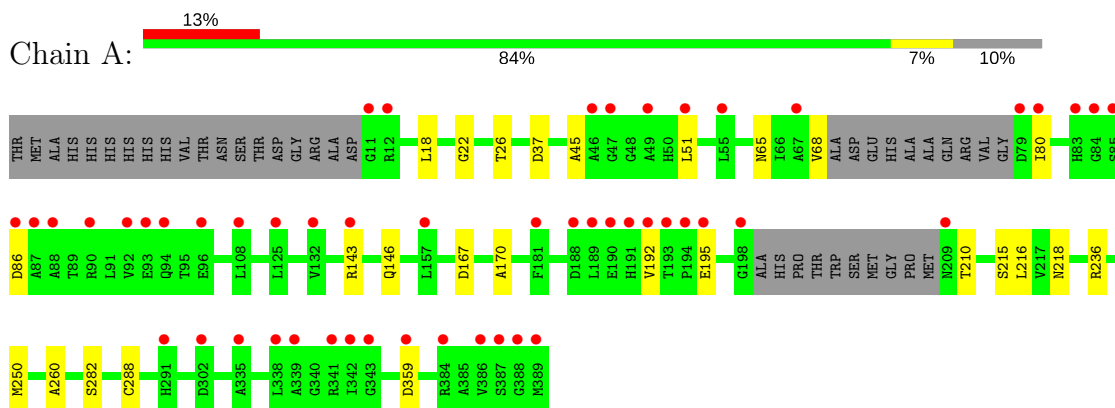 13%
Chain A:
84% 7% 10%
THR MET ALA HIS HIS HIS HIS HIS HIS VAL THR ASN SER THR ASP GLY ARG ALA ASP G11 R12 L18 G22 T26 D37 A45 A46 G47 G48 A49 H50 L51 L55 N65 I66 A67 V68 ALA ASP GLU HIS ALA ALA GLN ARG VAL GLY D79 I80 H83 G84 S85
D86 A87 A88 T89 R90 L91 V92 E93 Q94 T95 E96 L108 L125 V132 R143 Q146 L157 D167 A170 F181 D188 L189 E190 H191 V192 T193 P194 E195 G198 ALA HIS PRO THR TRP SER MET GLY PRO MET N209 T210 S215 L216 V217 N218 R236
M250 A260 S282 C288 H291 D302 A335 L338 A339 G340 R341 I342 G343 D359 R384 A385 V386 S387 G388 M389